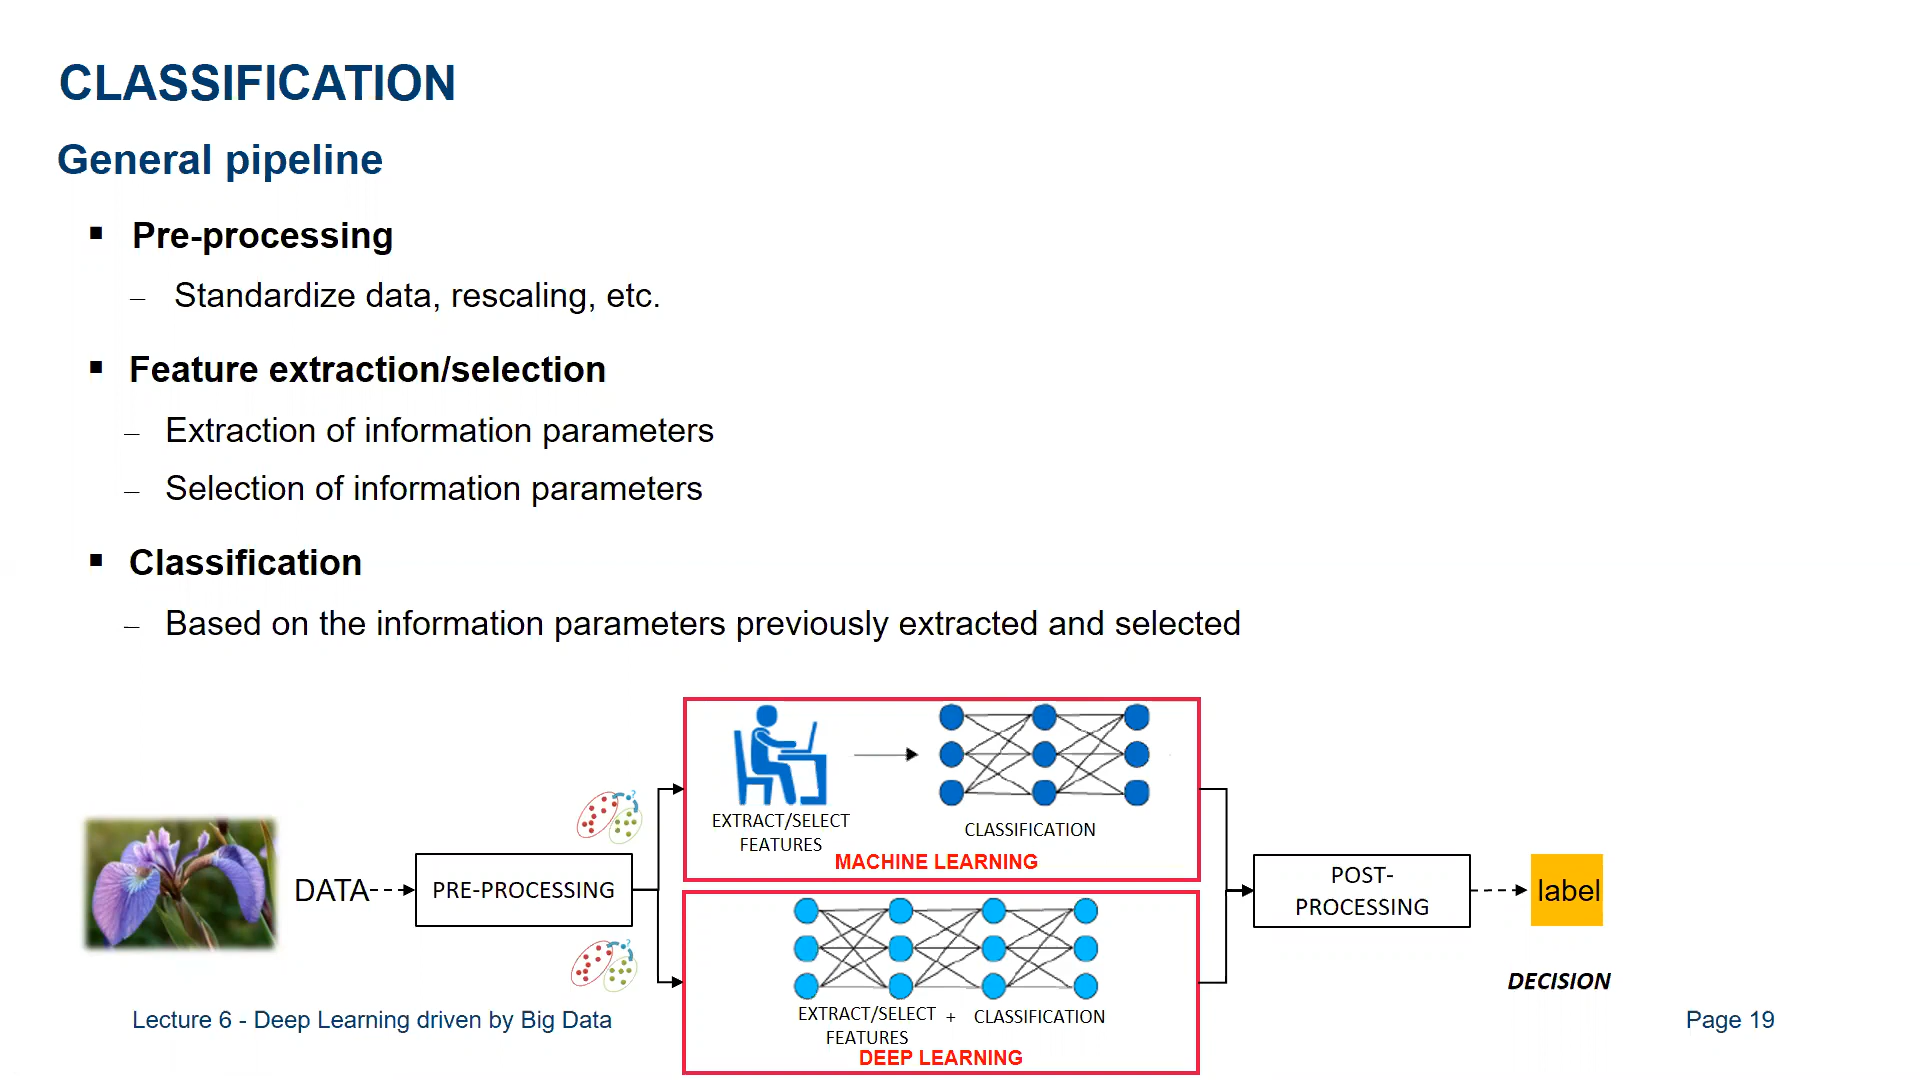 CLASSIFICATION
General pipeline
Pre-processing
– Standardize data, rescaling, etc.
Feature extraction/selection
– Extraction of information parameters
– Selection of information parameters
Classification
– Based on the information parameters previously extracted and selected
DATA
PRE-PROCESSING
EXTRACT/SELECT
FEATURES
CLASSIFICATION
MACHINE LEARNING
EXTRACT/SELECT + CLASSIFICATION
FEATURES
DEEP LEARNING
POST-
PROCESSING
label
DECISION
Lecture 6 - Deep Learning driven by Big Data
Page 19